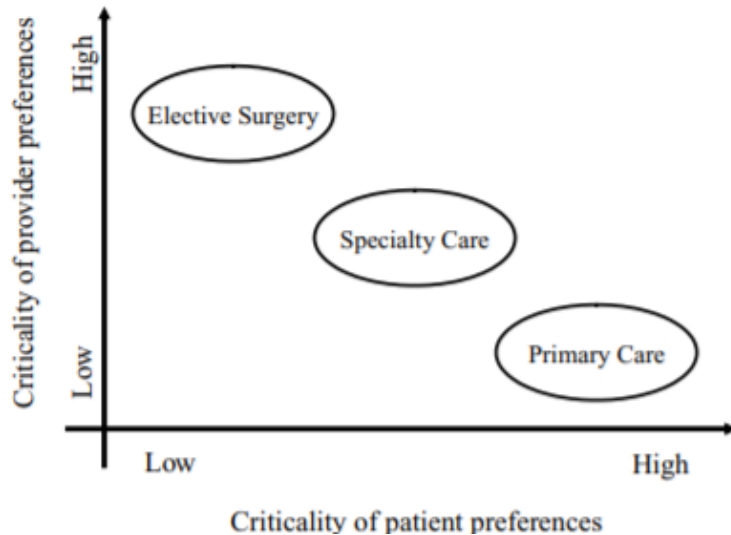 Criticality of provider preferences
High
Low
Elective Surgery
Specialty Care
Primary Care
Low
High
Criticality of patient preferences